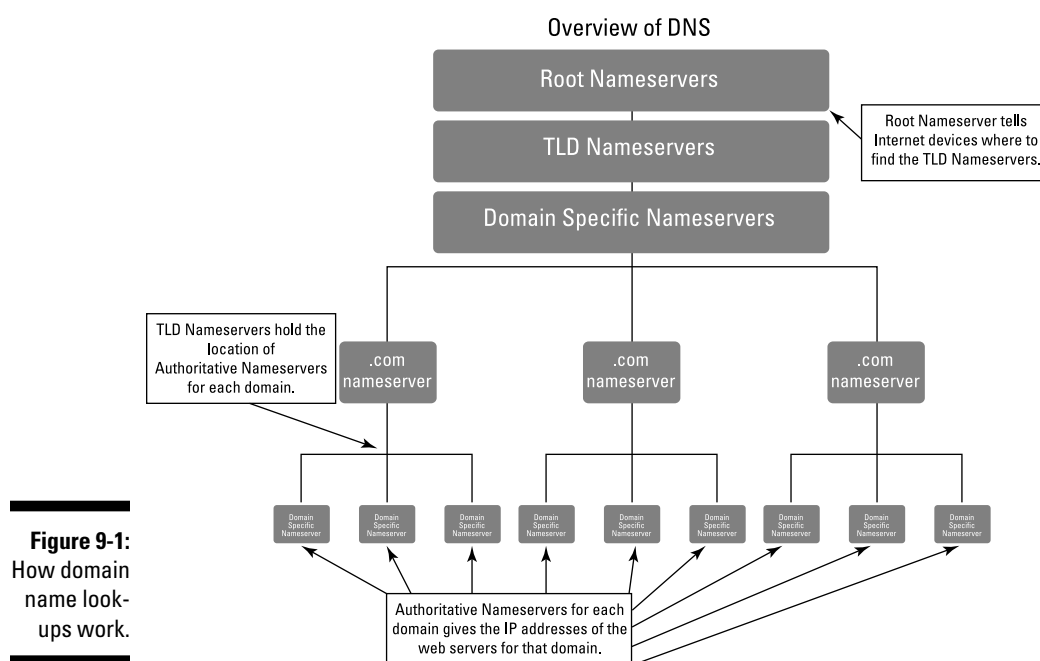 Overview of DNS
Root Nameservers
Root Nameserver tells
Internet devices where to
find the TLD Nameservers.
TLD Nameservers
Domain Specific Nameservers
TLD Nameservers hold the
location of
Authoritative Nameservers
for each domain.
.com
nameserver
.com
nameserver
.com
nameserver
Domain
Specific
Nameserver
Domain
Specific
Nameserver
Domain
Specific
Nameserver
Domain
Specific
Nameserver
Domain
Specific
Nameserver
Domain
Specific
Nameserver
Domain
Specific
Nameserver
Domain
Specific
Nameserver
Domain
Specific
Nameserver
Figure 9-1:
How domain
name look-
ups work.
Authoritative Nameservers for each
domain gives the IP addresses of the
web servers for that domain.